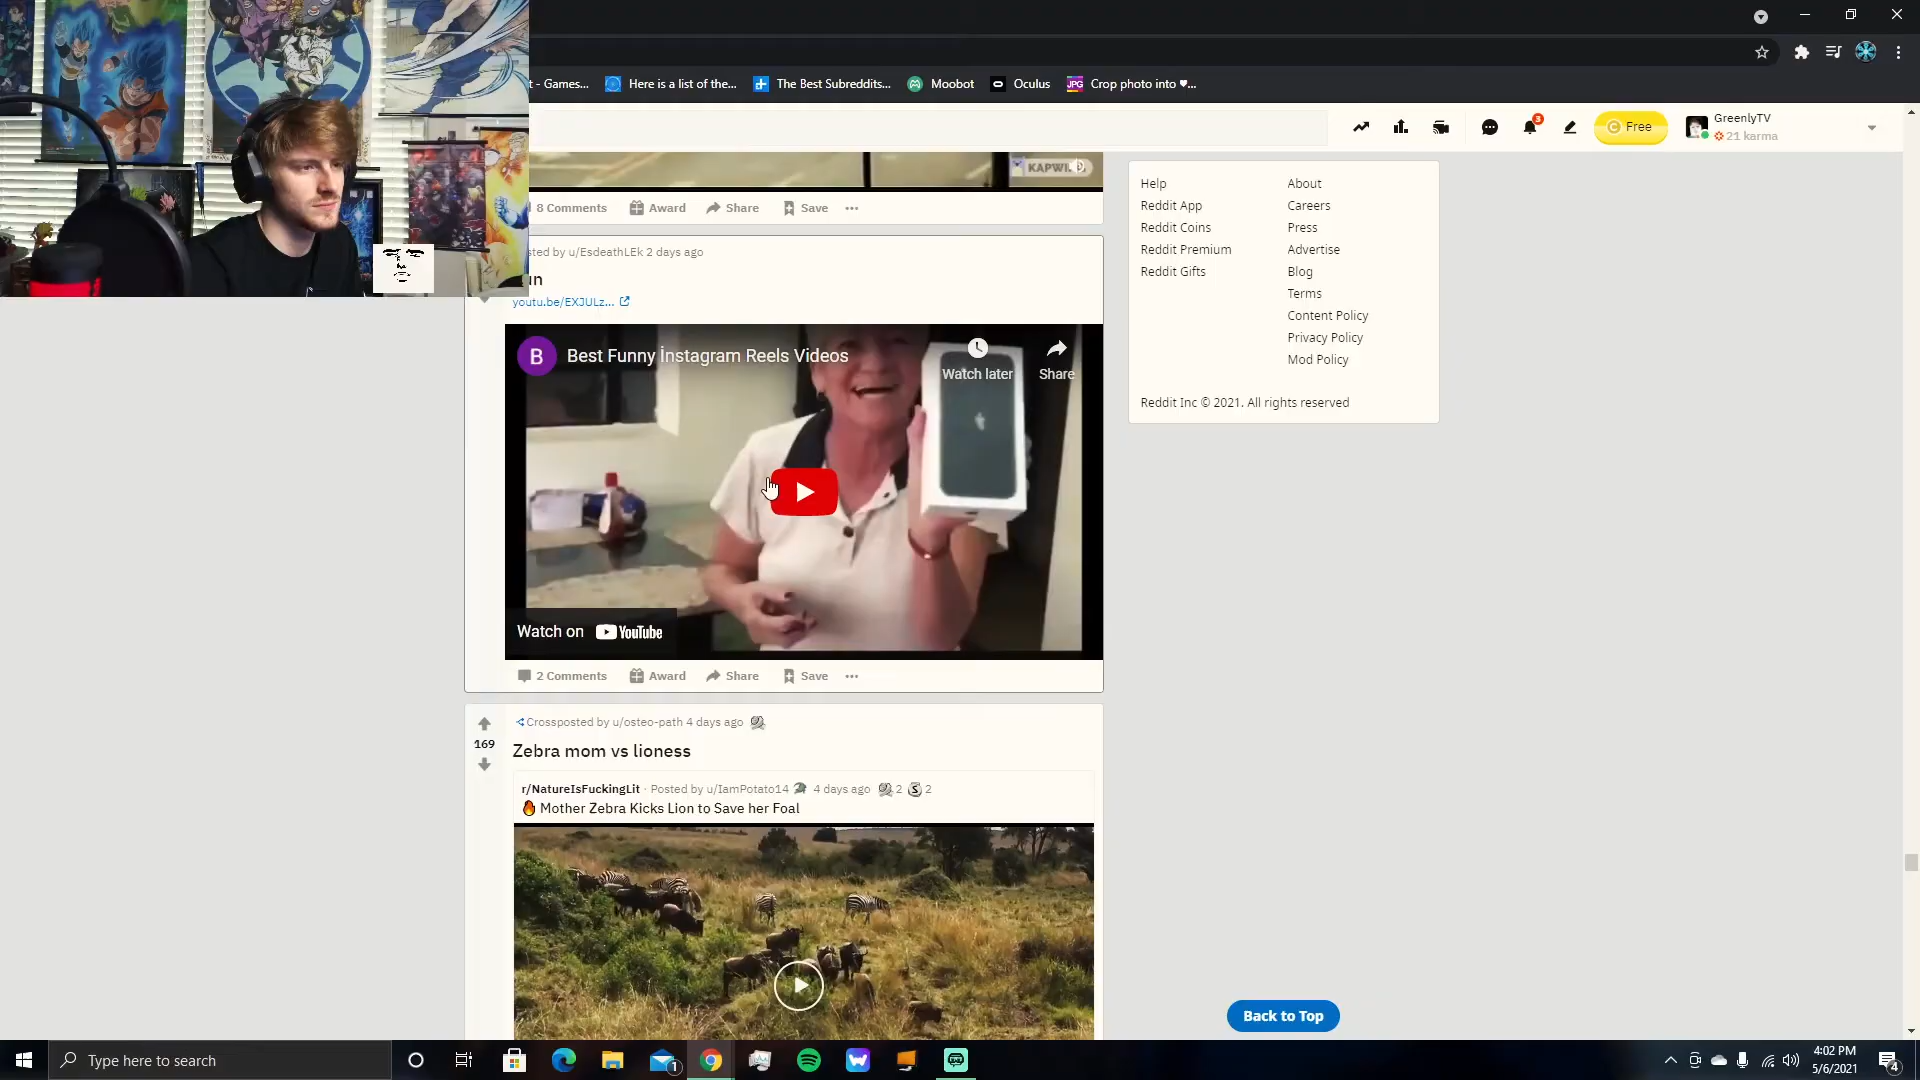 t - Games...
Here is a list of the...
The Best Subreddits...
Moobot
Oculus
JPG
Crop photo into ♥...
3
Free
GreenlyTV
21 karma
8 Comments
Award
Share
Save
sted by u/EsdeathLEk 2 days ago
un
youtu.be/EXJULz...
B
Best Funny İnstagram Reels Videos
Watch later
Share
Watch on YouTube
2 Comments
Award
Share
Save
169
Crossposted by u/osteo-path 4 days ago
Zebra mom vs lioness
r/NatureIsFuckingLit · Posted by u/IamPotato14 4 days ago 2 S 2
🔥 Mother Zebra Kicks Lion to Save her Foal
Help
About
Reddit App
Careers
Reddit Coins
Press
Reddit Premium
Advertise
Reddit Gifts
Blog
Terms
Content Policy
Privacy Policy
Mod Policy
Reddit Inc © 2021. All rights reserved
Back to Top
Type here to search
1
4:02 PM
5/6/2021
4